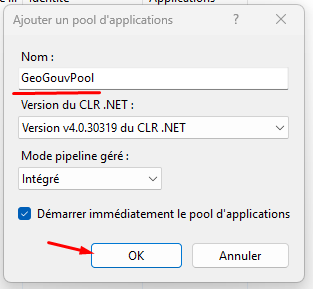 Identité
Applications
Ajouter un pool d'applications
Nom :
GeoGouvPool
Version du CLR .NET :
Version v4.0.30319 du CLR .NET
Mode pipeline géré :
Intégré
Démarrer immédiatement le pool d'applications
OK
Annuler